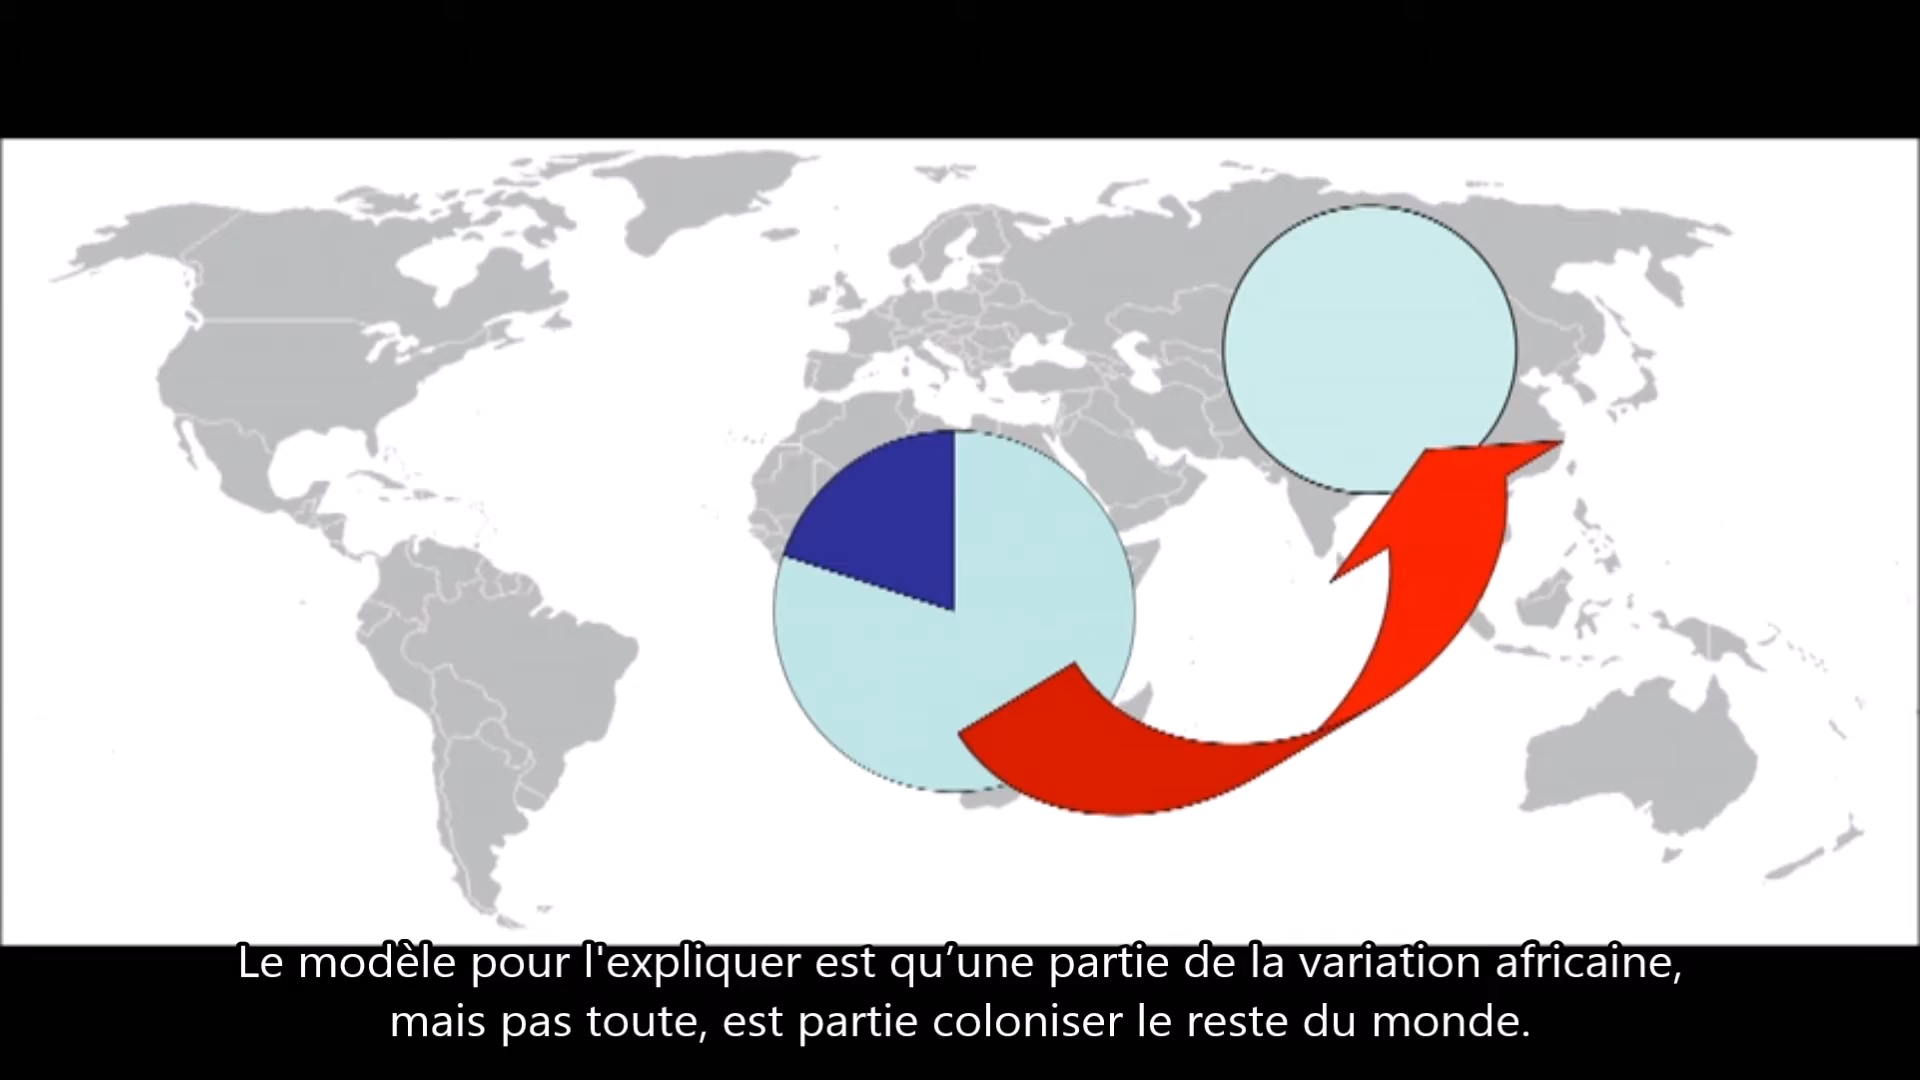 Le modèle pour l'expliquer est qu’une partie de la variation africaine,
mais pas toute, est partie coloniser le reste du monde.